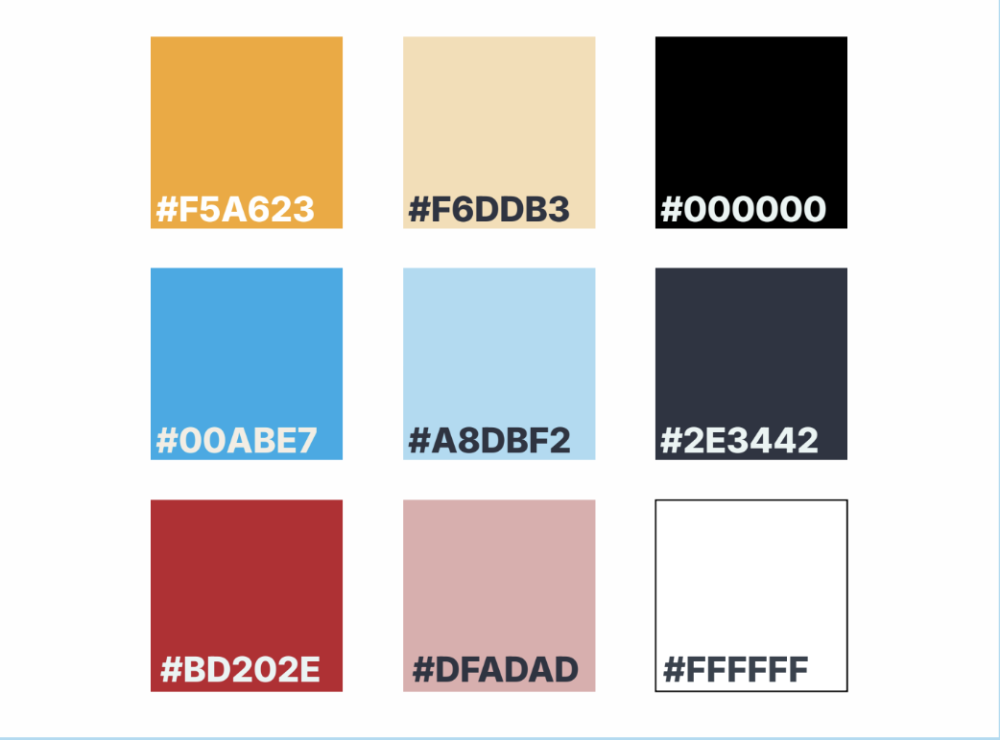 #F5A623
#F6DDB3
#000000
#00ABE7
#A8DBF2
#2E3442
#BD202E
#DFADAD
#FFFFFF